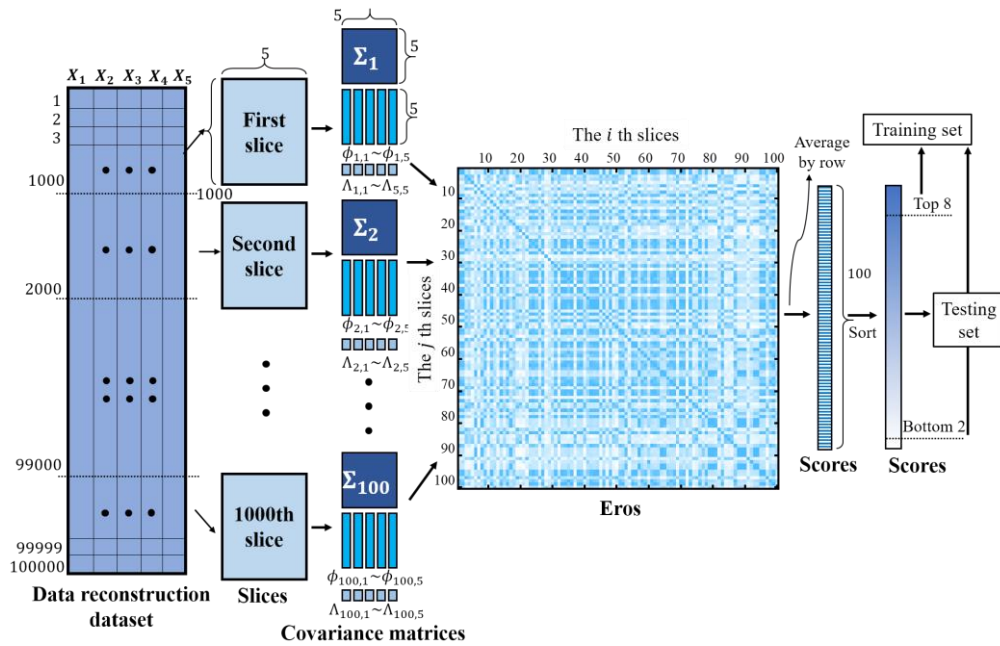 X₁ X₂ X₃ X₄ X₅
1
2
3
1000
2000
99000
99999
100000
Data reconstruction
dataset
5
1000
First
slice
Second
slice
1000th
slice
Slices
5
Σ₁
5
5
ϕ₁,₁~ϕ₁,₅
Λ₁,₁~Λ₅,₅
Σ₂
ϕ₂,₁~ϕ₂,₅
Λ₂,₁~Λ₂,₅
Σ₁₀₀
ϕ₁₀₀,₁~ϕ₁₀₀,₅
Λ₁₀₀,₁~Λ₁₀₀,₅
Covariance matrices
The i th slices
10 20 30 40 50 60 70 80 90 100
The j th slices
10
20
30
40
50
60
70
80
90
100
Eros
Average
by row
100
Sort
Scores
Scores
Training set
Top 8
Testing
set
Bottom 2